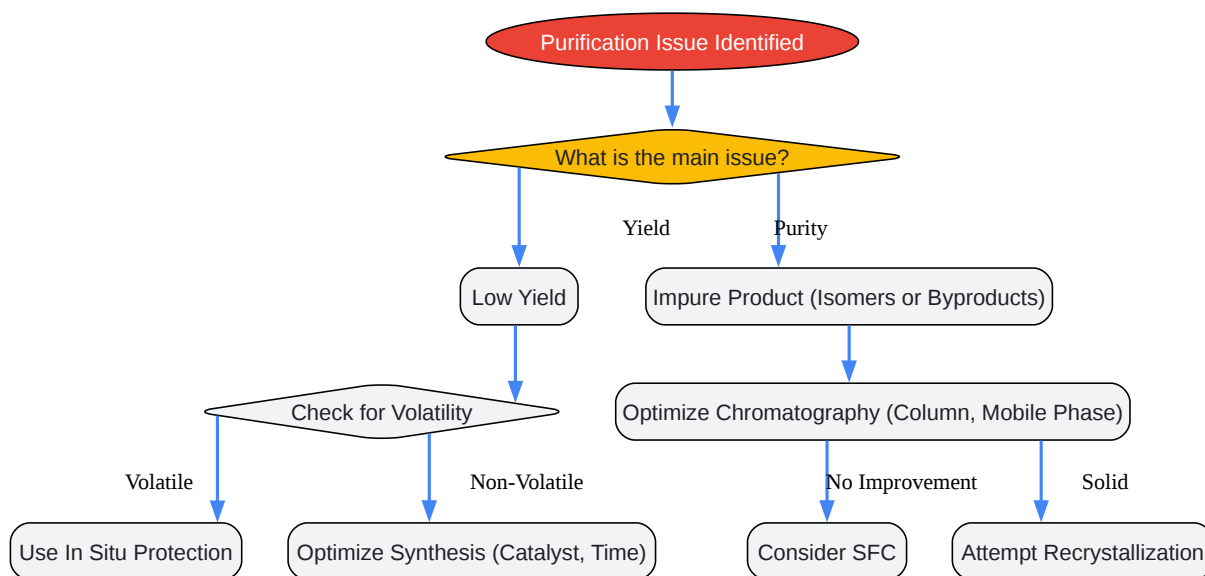 Purification Issue Identified
What is the main issue?
Yield
Purity
Low Yield
Impure Product (Isomers or Byproducts)
Check for Volatility
Optimize Chromatography (Column, Mobile Phase)
Volatile
Non-Volatile
No Improvement
Solid
Use In Situ Protection
Optimize Synthesis (Catalyst, Time)
Consider SFC
Attempt Recrystallization